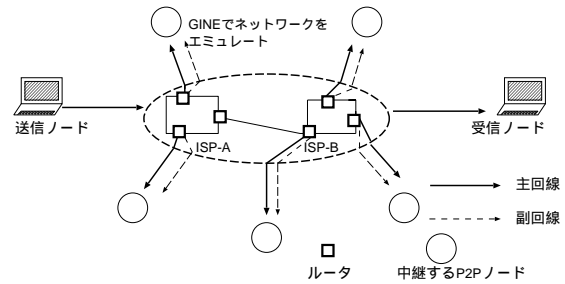 GINEでネットワークを
エミュレート
送信ノード
受信ノード
ISP-A
ISP-B
主回線
副回線
ルータ
中継するP2Pノード